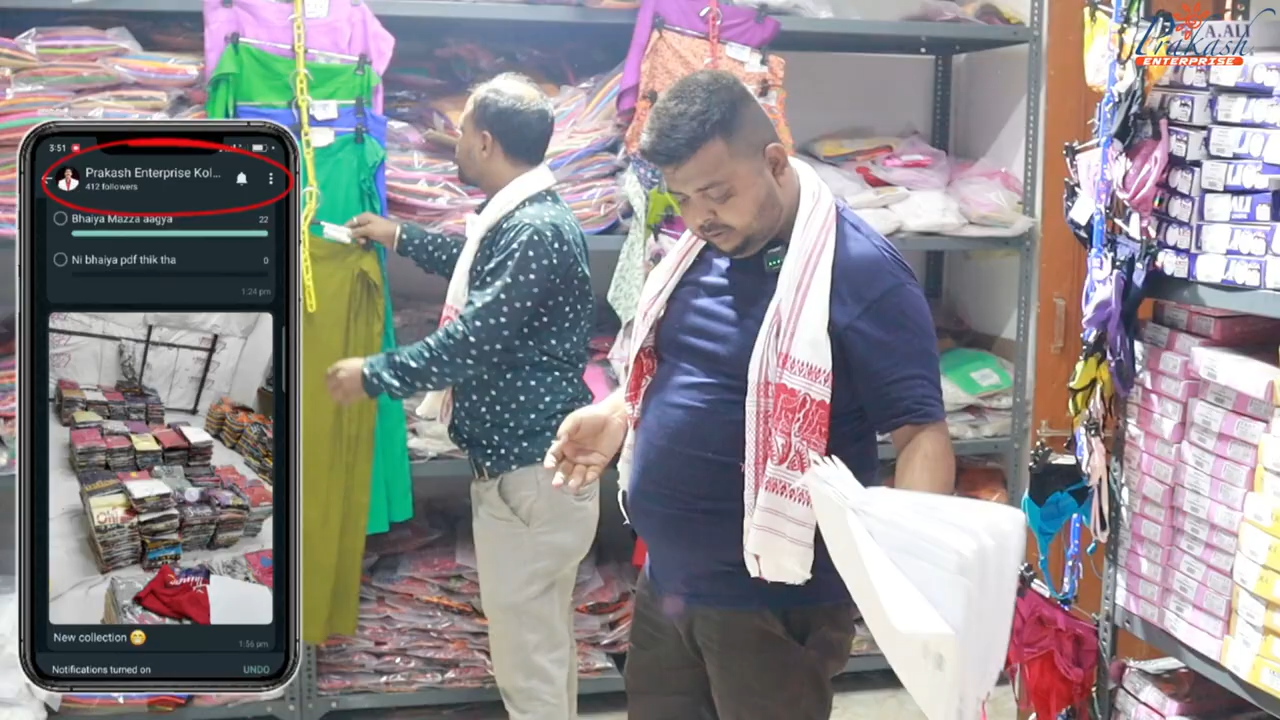 A.ALI
Prakash
ENTERPRISE
3:51
Prakash Enterprise Kol...
412 followers
Bhaiya Mazza aagya
22
Ni bhaiya pdf thik tha
0
1:24 pm
New collection 😁
1:56 pm
Notifications turned on
UNDO